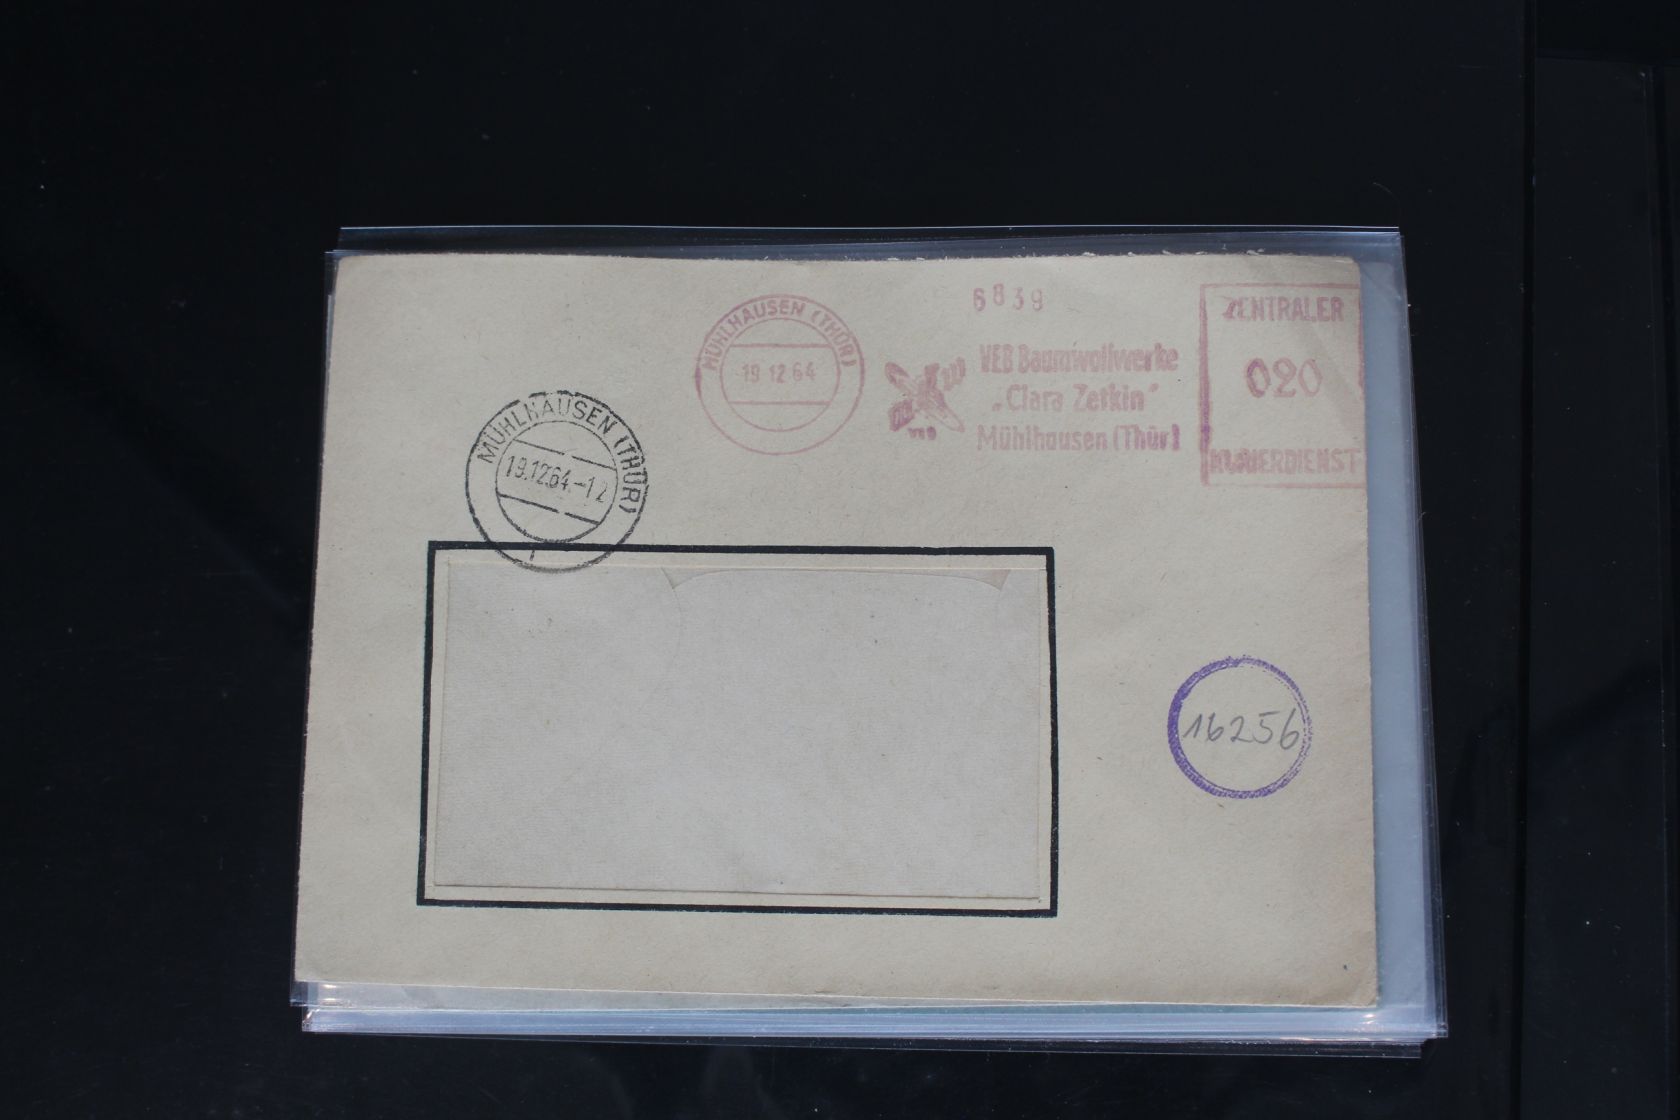 6839
MÜHLHAUSEN (THÜR)
19.12.64
VEB Baumwollwerke
„Clara Zetkin"
Mühlhausen (Thür)
VEB
ZENTRALER
020
KURIERDIENST
MÜHLHAUSEN (THÜR)
19.12.64.-12
16256